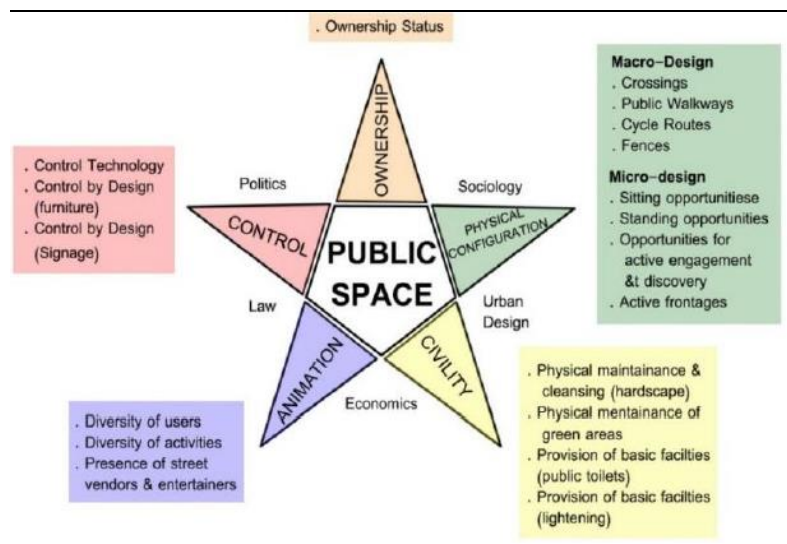 . Ownership Status
OWNERSHIP
Macro-Design
. Crossings
. Public Walkways
. Cycle Routes
. Fences
Micro-design
. Sitting opportunitiese
. Standing opportunities
. Opportunities for
active engagement
&t discovery
. Active frontages
. Control Technology
. Control by Design
(furniture)
. Control by Design
(Signage)
Politics
Sociology
CONTROL
PHYSICAL
CONFIGURATION
PUBLIC
SPACE
Law
Urban
Design
ANIMATION
CIVILITY
Economics
. Diversity of users
. Diversity of activities
. Presence of street
vendors & entertainers
. Physical maintainance &
cleansing (hardscape)
. Physical mentainance of
green areas
. Provision of basic facilties
(public toilets)
. Provision of basic facilties
(lightening)